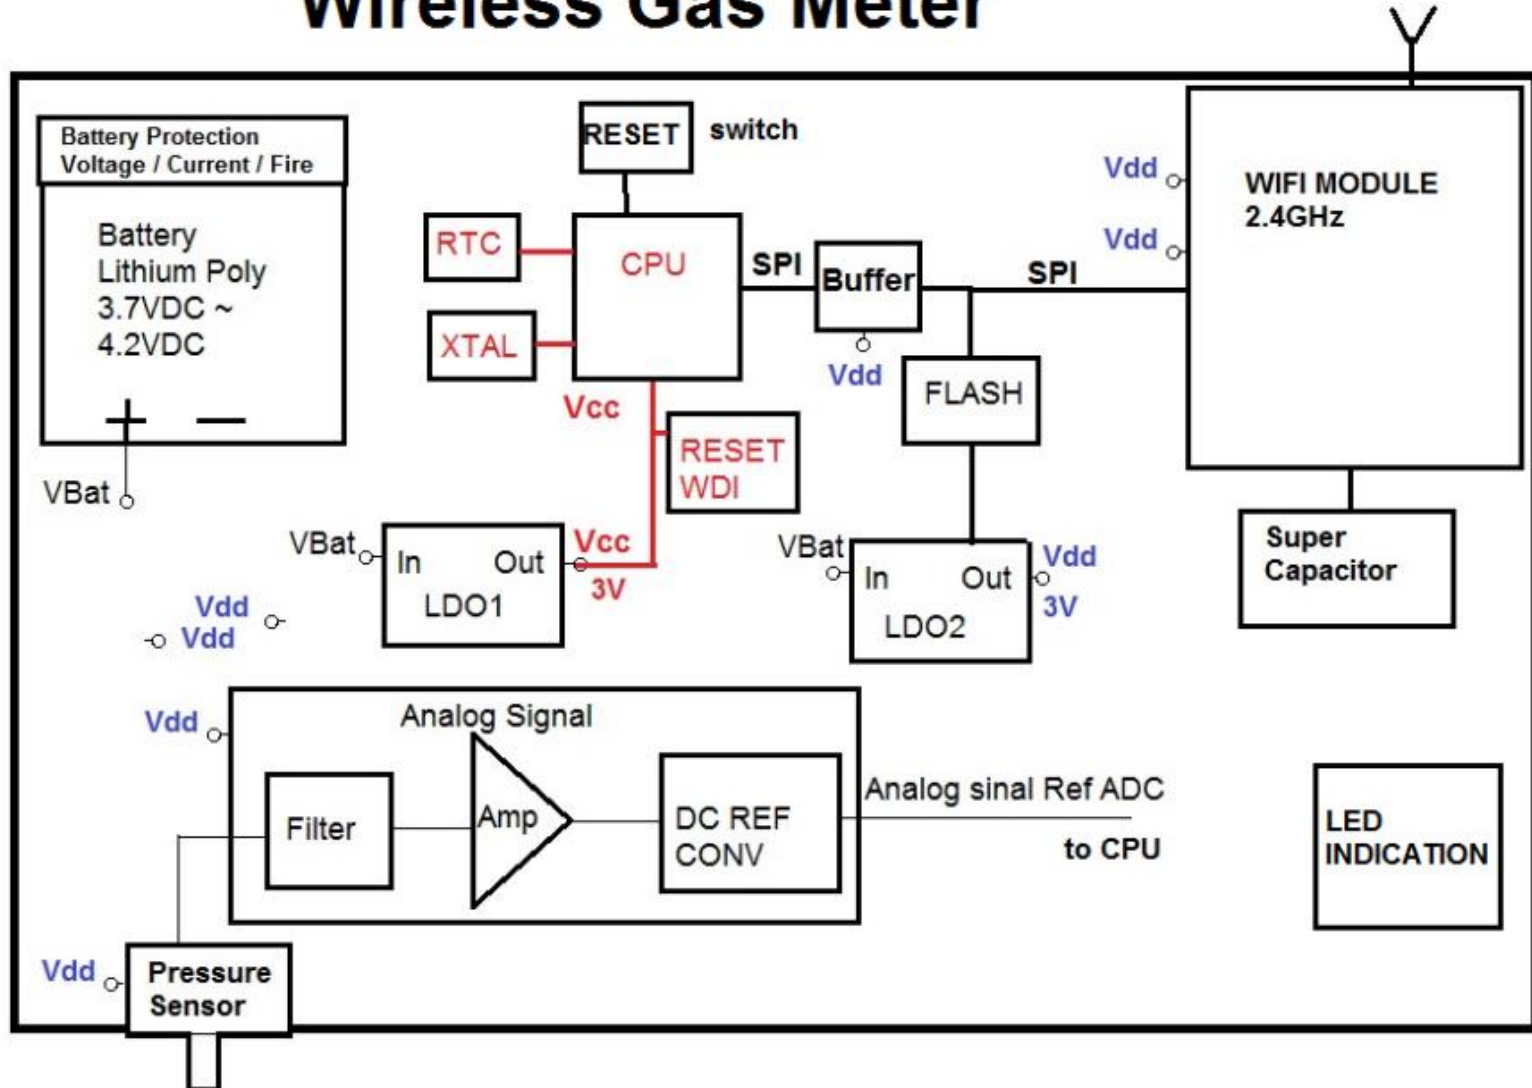 Wireless Gas Meter
Battery Protection
Voltage / Current / Fire
Battery
Lithium Poly
3.7VDC ~
4.2VDC
+ —
VBat
RESET
switch
RTC
CPU
XTAL
Vcc
RESET
WDI
SPI
Buffer
Vdd
SPI
FLASH
Vdd
Vdd
WIFI MODULE
2.4GHz
Super
Capacitor
VBat
In
Out
LDO1
Vcc
3V
VBat
In
Out
LDO2
Vdd
3V
Vdd
Vdd
Vdd
Analog Signal
Filter
Amp
DC REF
CONV
Analog sinal Ref ADC
to CPU
LED
INDICATION
Vdd
Pressure
Sensor